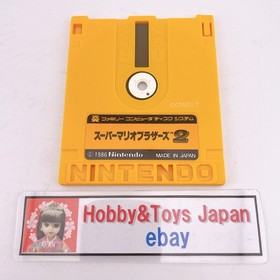 ファミリー コンピュータ ディスク システム
スーパーマリオブラザーズ™2
© 1986 Nintendo MADE IN JAPAN
NINTENDO
Hobby&Toys Japan
ebay